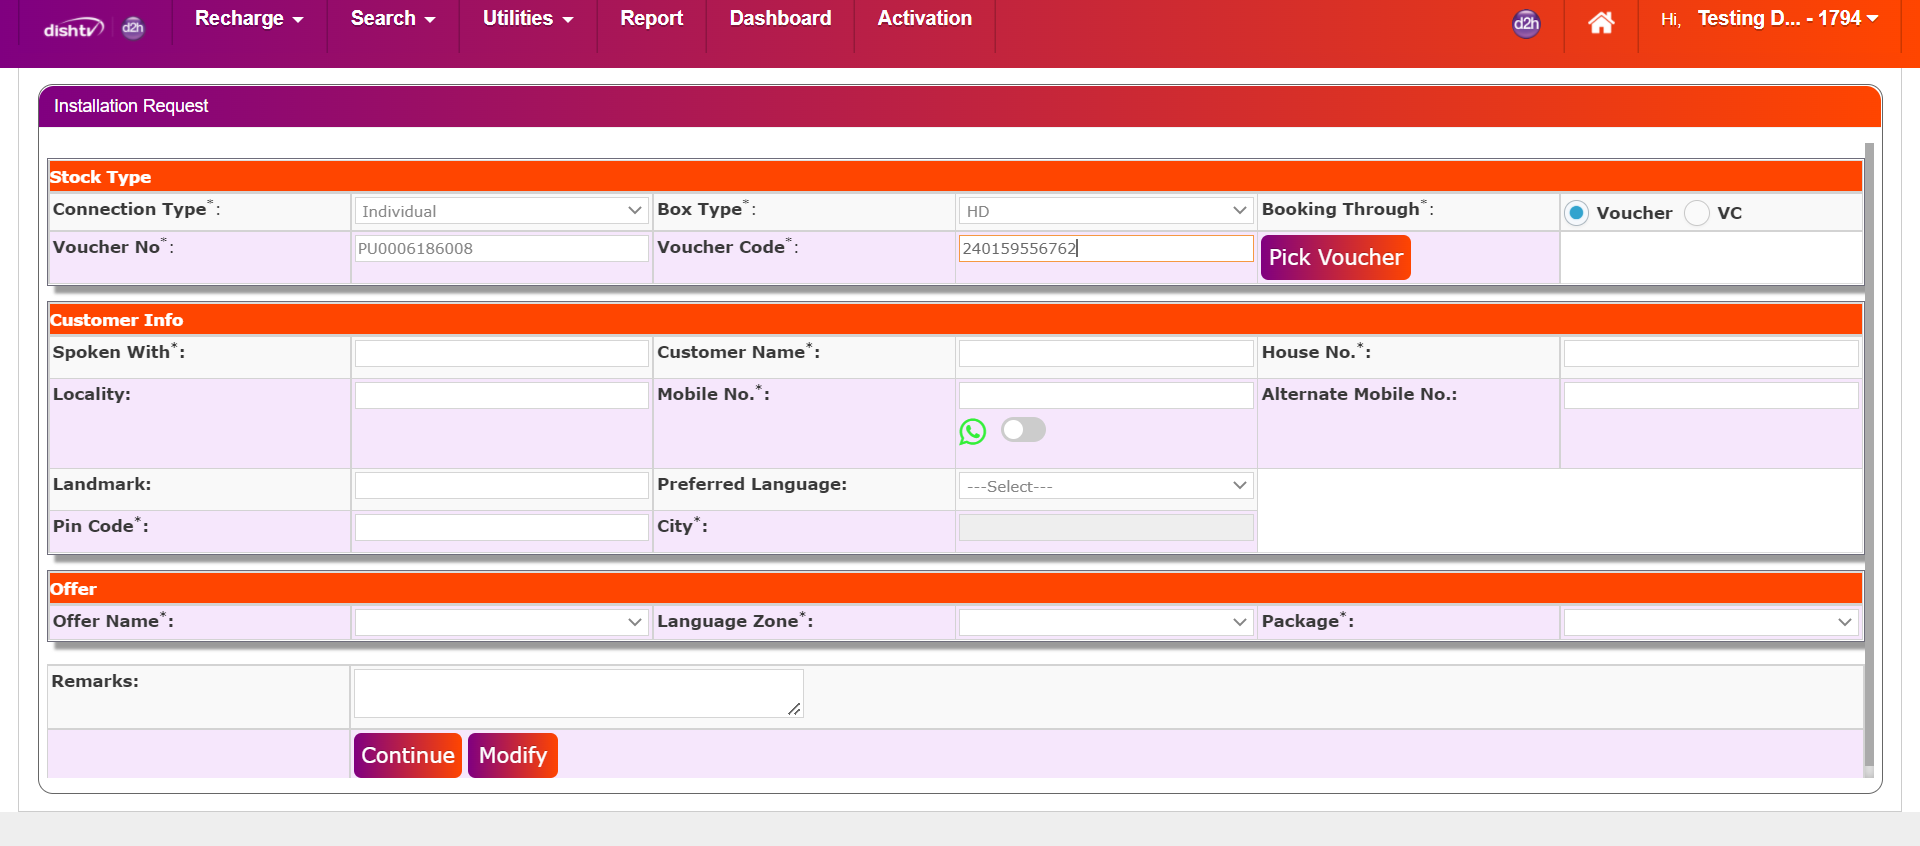 dishtv d2h Recharge Search Utilities Report Dashboard Activation d2h Hi, Testing D... - 1794
Installation Request
Stock Type
Connection Type*: Individual Box Type*: HD Booking Through*: Voucher VC
Voucher No*: PU0006186008 Voucher Code*: 240159556762 Pick Voucher
Customer Info
Spoken With*: Customer Name*: House No.*:
Locality: Mobile No.*: Alternate Mobile No.:
Landmark: Preferred Language: ---Select---
Pin Code*: City*:
Offer
Offer Name*: Language Zone*: Package*:
Remarks:
Continue Modify